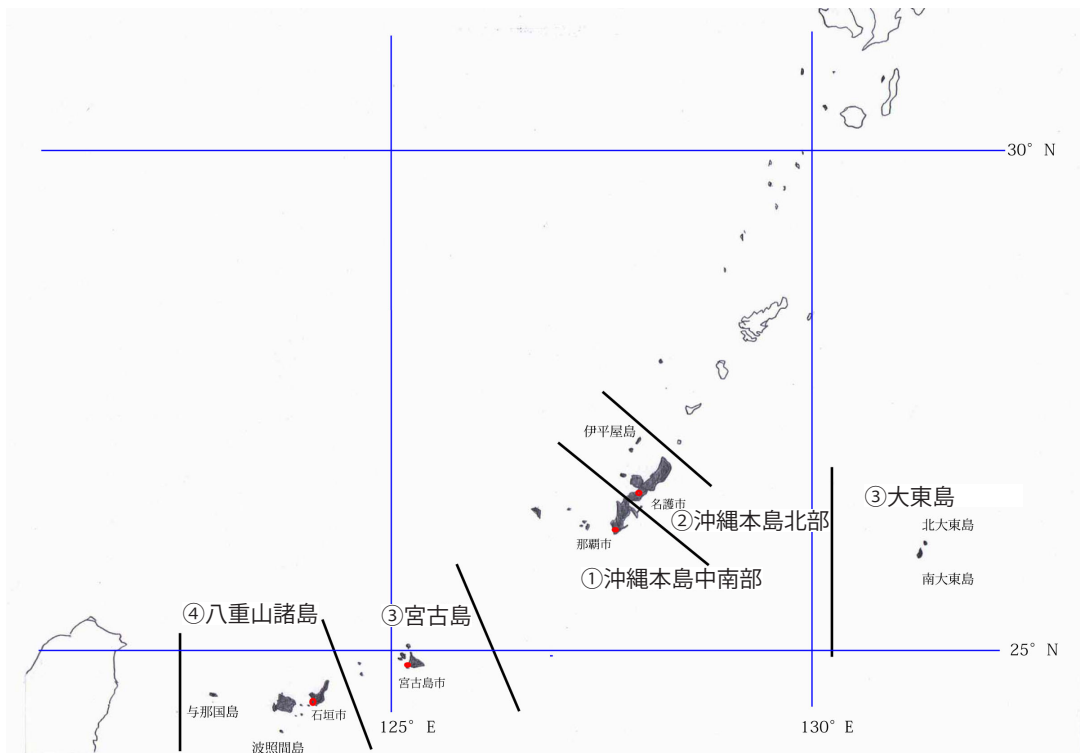 30° N
伊平屋島
名護市
③大東島
②沖縄本島北部
北大東島
那覇市
①沖縄本島中南部
南大東島
④八重山諸島
③宮古島
25° N
宮古島市
与那国島
石垣市
125° E
130° E
波照間島